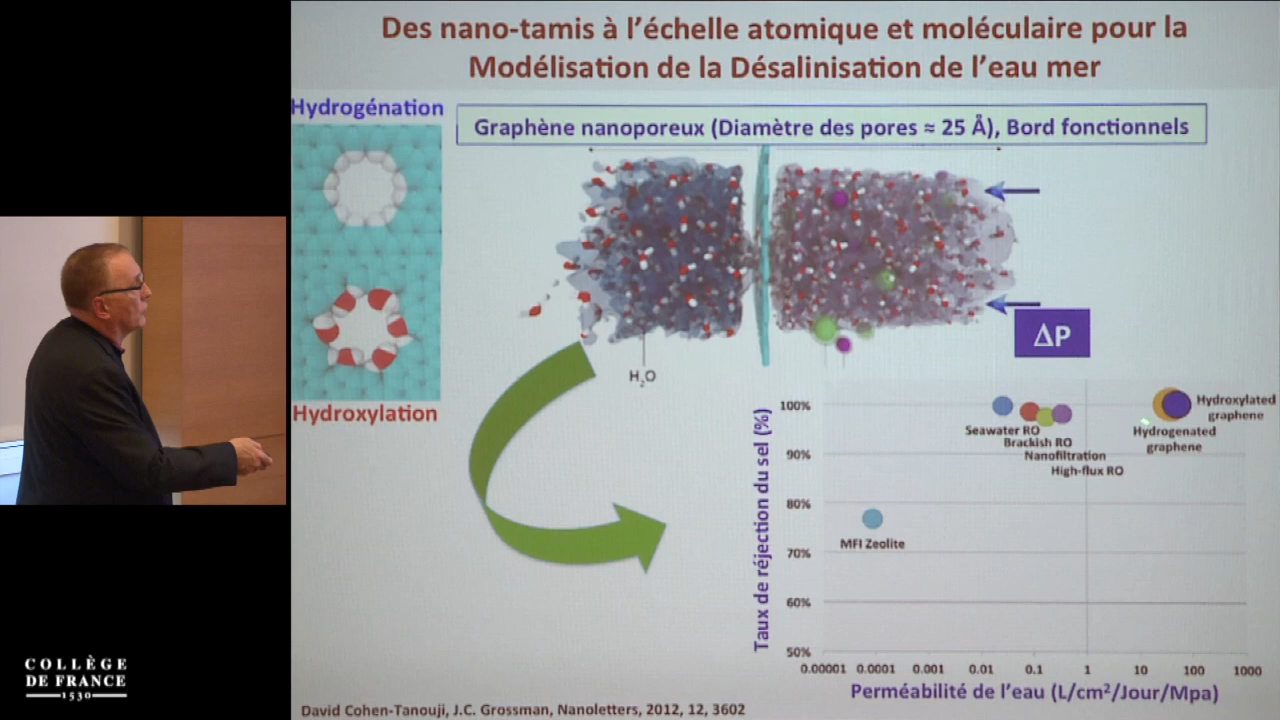 Des nano-tamis à l'échelle atomique et moléculaire pour la
Modélisation de la Désalinisation de l'eau mer
Hydrogénation
Graphène nanoporeux (Diamètre des pores ≈ 25 Å), Bord fonctionnels
ΔP
H₂O
Hydroxylation
Taux de réjection du sel (%)
100%
90%
80%
70%
60%
50%
Seawater RO
Brackish RO
Nanofiltration
High-flux RO
Hydroxylated
graphene
Hydrogenated
graphene
MFI Zeolite
0.00001 0.0001 0.001 0.01 0.1 1 10 100 1000
Perméabilité de l'eau (L/cm²/Jour/Mpa)
David Cohen-Tanouji, J.C. Grossman, Nanoletters, 2012, 12, 3602
COLLÈGE
DE FRANCE
1530